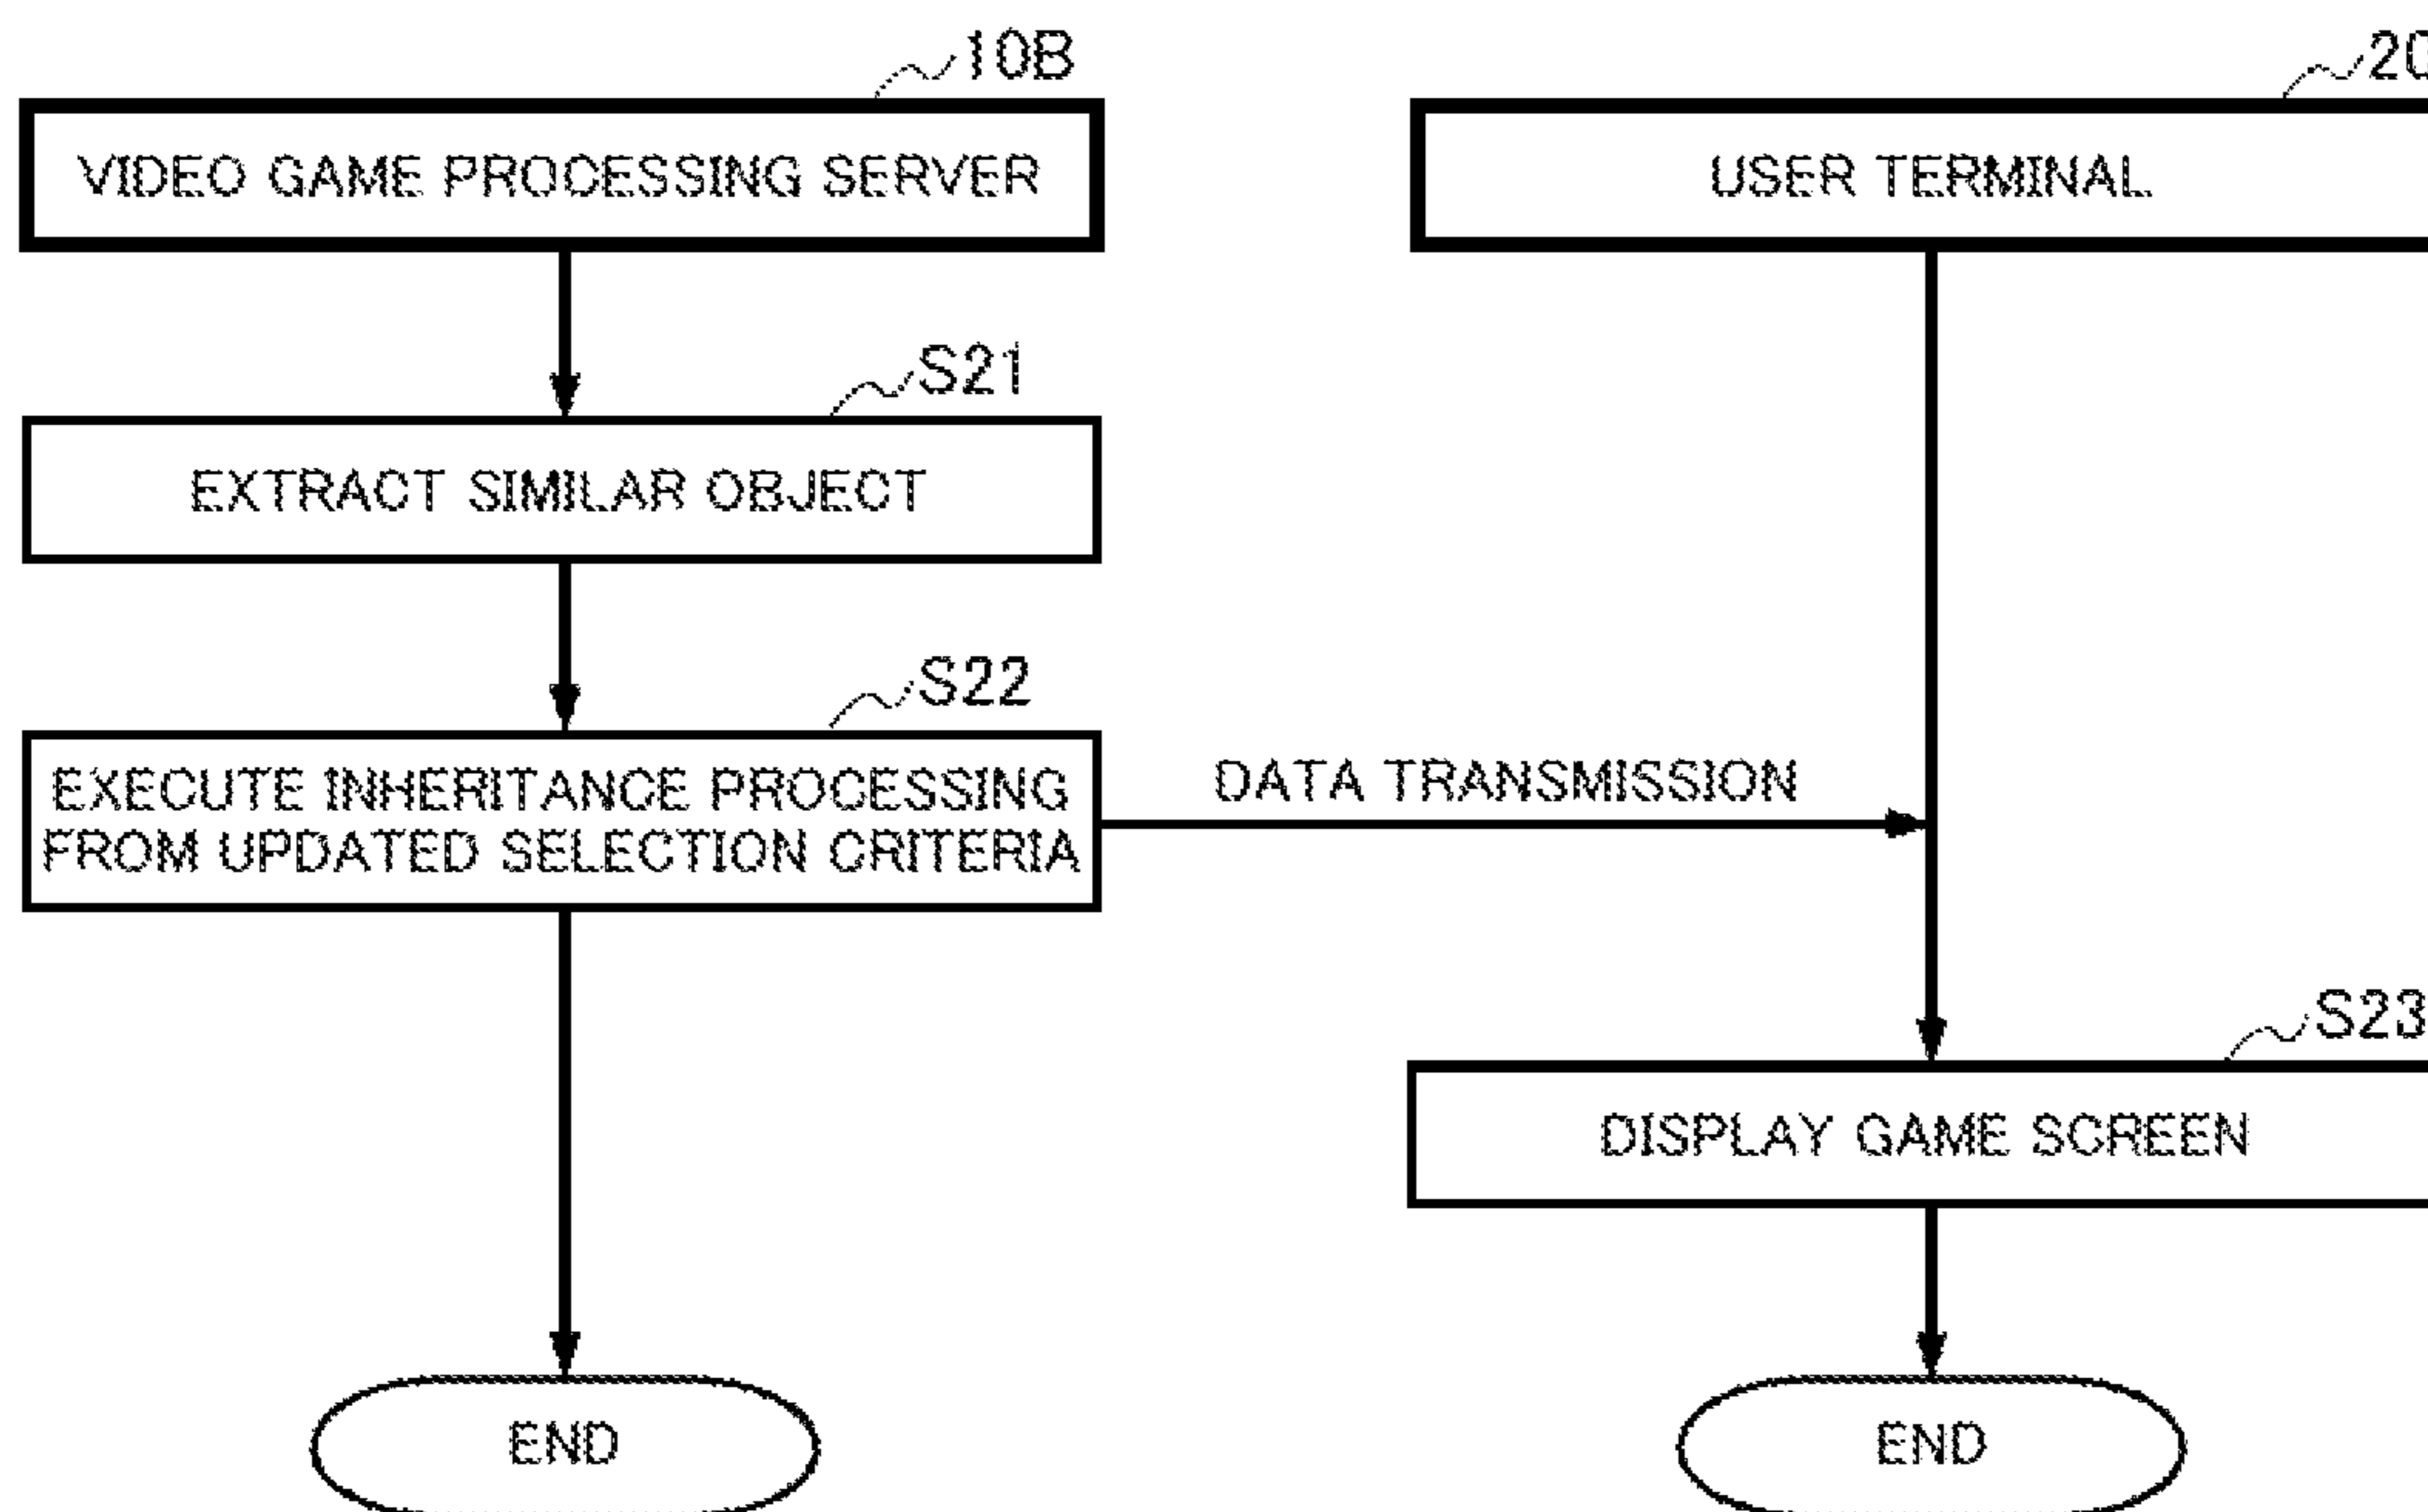 10B
20
VIDEO GAME PROCESSING SERVER
USER TERMINAL
S21
EXTRACT SIMILAR OBJECT
S22
EXECUTE INHERITANCE PROCESSING
FROM UPDATED SELECTION CRITERIA
DATA TRANSMISSION
S23
DISPLAY GAME SCREEN
END
END